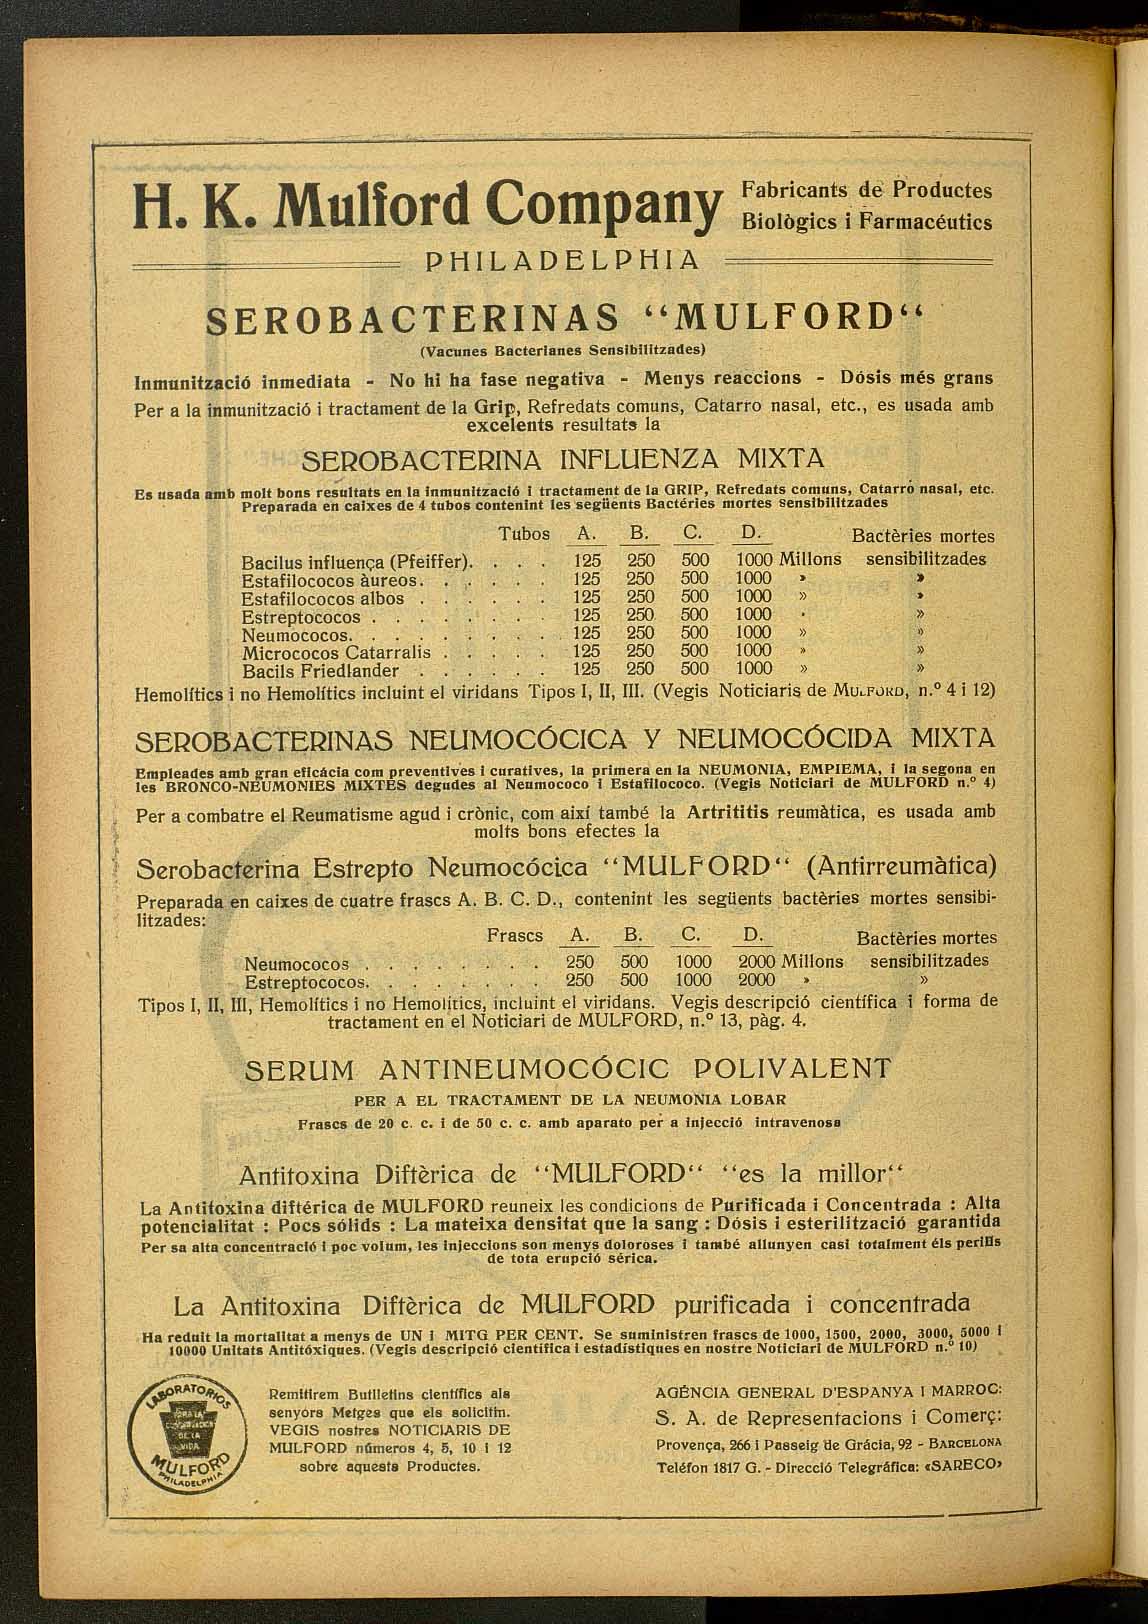 H. K. Mulford Company
Fabricants de Productes
Biològics i Farmacéutics
PHILADELPHIA
SEROBACTERINAS “MULFORD“
(Vacunes Bacterianes Sensibilitzades)
Inmunització inmediata - No hi ha fase negativa - Menys reaccions - Dósis més grans
Per a la inmunització i tractament de la Grip, Refredats comuns, Catarro nasal, etc., es usada amb
excelents resultats la
SEROBACTERINA INFLUENZA MIXTA
Es usada amb molt bons resultats en la inmunització i tractament de la GRIP, Refredats comuns, Catarró nasal, etc.
Preparada en caixes de 4 tubos contenint les següents Bactéries mortes sensibilitzades
Tubos A. B. C. D. Bactèries mortes
Bacilus influença (Pfeiffer). . . . 125 250 500 1000 Millons sensibilitzades
Estafilococos àureos. . . . . . 125 250 500 1000 » »
Estafilococos albos . . . . . . 125 250 500 1000 » »
Estreptococos . . . . . . . . 125 250 500 1000 » »
Neumococos. . . . . . . . . 125 250 500 1000 » »
Micrococos Catarralis . . . . . 125 250 500 1000 » »
Bacils Friedlander . . . . . . 125 250 500 1000 » »
Hemolítics i no Hemolítics incluint el viridans Tipos I, II, III. (Vegis Noticiaris de MULFORD, n.º 4 i 12)
SEROBACTERINAS NEUMOCÓCICA Y NEUMOCÓCIDA MIXTA
Empleades amb gran eficácia com preventives i curatives, la primera en la NEUMONIA, EMPIEMA, i la segona en
les BRONCO-NEUMONIES MIXTES degudes al Neumococo i Estafilococo. (Vegis Noticiari de MULFORD n.º 4)
Per a combatre el Reumatisme agud i crònic, com així també la Artrititis reumàtica, es usada amb
molts bons efectes la
Serobacterina Estrepto Neumocócica “MULFORD“ (Antirreumàtica)
Preparada en caixes de cuatre frascs A. B. C. D., contenint les següents bactèries mortes sensibi-
litzades:
Frascs A. B. C. D. Bactèries mortes
Neumococos . . . . . . . . 250 500 1000 2000 Millons sensibilitzades
Estreptococos. . . . . . . . 250 500 1000 2000 » »
Tipos I, II, III, Hemolítics i no Hemolítics, incluint el viridans. Vegis descripció científica i forma de
tractament en el Noticiari de MULFORD, n.º 13, pàg. 4.
SERUM ANTINEUMOCÓCIC POLIVALENT
PER A EL TRACTAMENT DE LA NEUMONIA LOBAR
Frascs de 20 c. c. i de 50 c. c. amb aparato per a injecció intravenosa
Antitoxina Diftèrica de “MULFORD“ “es la millor“
La Antitoxina diftérica de MULFORD reuneix les condicions de Purificada i Concentrada : Alta
potencialitat : Pocs sólids : La mateixa densitat que la sang : Dósis i esterilització garantida
Per sa alta concentració i poc volum, les injeccions son menys doloroses i també allunyen casi totalment éls perills
de tota erupció sérica.
La Antitoxina Diftèrica de MULFORD purificada i concentrada
Ha reduit la mortalitat a menys de UN i MITG PER CENT. Se suministren frascs de 1000, 1500, 2000, 3000, 5000 i
10000 Unitats Antitóxiques. (Vegis descripció cientifica i estadístiques en nostre Noticiari de MULFORD n.º 10)
LABORATORIOS
PARA LA
CONSERVACION
DE LA
VIDA
MULFORD
PHILADELPHIA
Remitirem Butlletins científics als
senyors Metges que els solicitin.
VEGIS nostres NOTICIARIS DE
MULFORD números 4, 5, 10 i 12
sobre aquests Productes.
AGÉNCIA GENERAL D'ESPANYA I MARROC:
S. A. de Representacions i Comerç:
Provença, 266 i Passeig de Grácia, 92 - BARCELONA
Teléfon 1817 G. - Direcció Telegráfica: «SARECO»